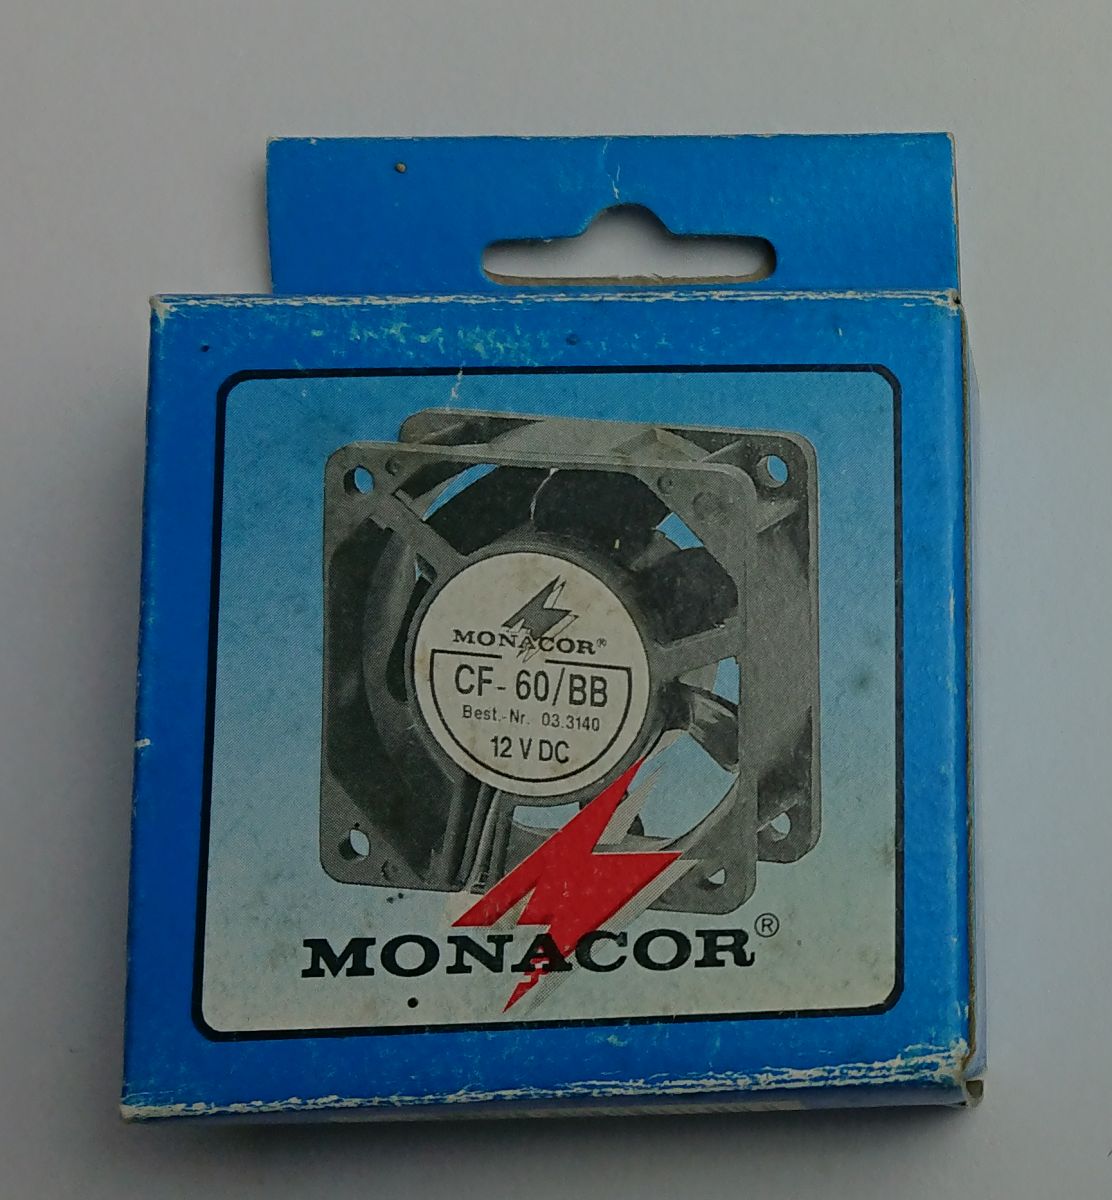 MONACOR®
CF-60/BB
Best.-Nr. 03.3140
12 V DC
MONACOR®